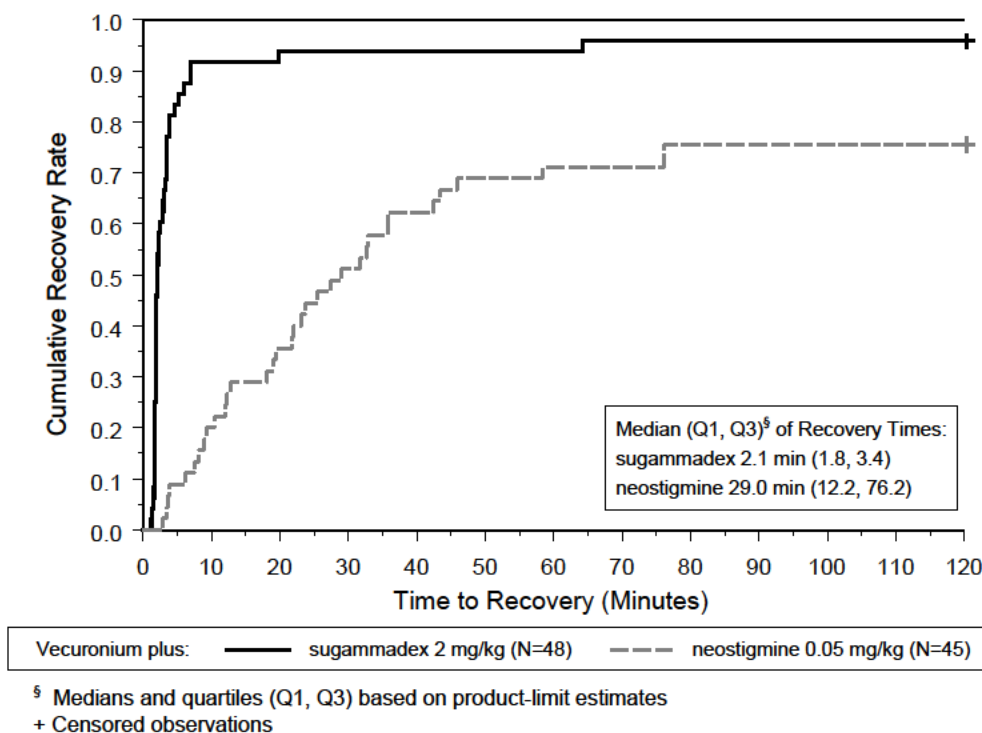 Cumulative Recovery Rate
1.0
0.9
0.8
0.7
0.6
0.5
0.4
0.3
0.2
0.1
0.0
Median (Q1, Q3)§ of Recovery Times:
sugammadex 2.1 min (1.8, 3.4)
neostigmine 29.0 min (12.2, 76.2)
0 10 20 30 40 50 60 70 80 90 100 110 120
Time to Recovery (Minutes)
Vecuronium plus: sugammadex 2 mg/kg (N=48) neostigmine 0.05 mg/kg (N=45)
§ Medians and quartiles (Q1, Q3) based on product-limit estimates
+ Censored observations